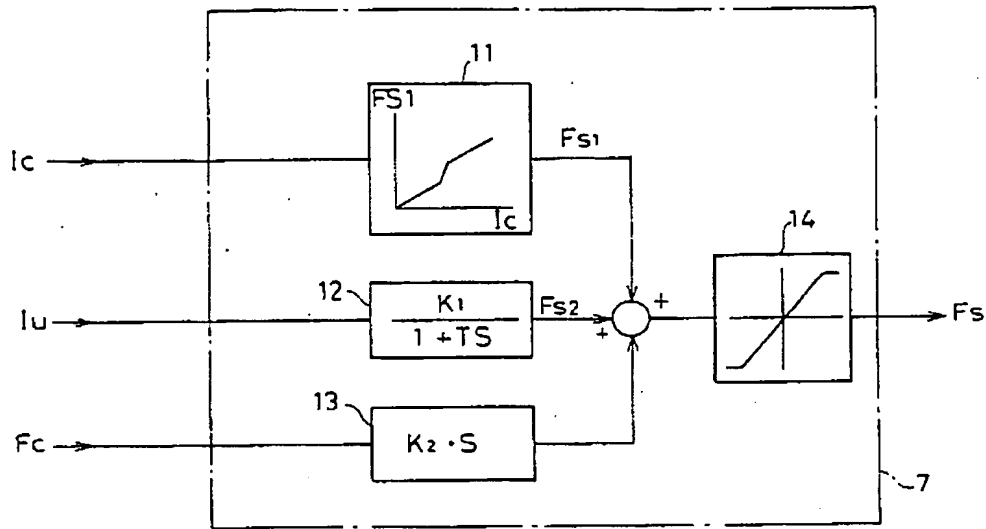 11
FS1
Ic
Fs1
Ic
14
12
K1
1 + TS
Iu
Fs2
+
+
Fs
13
K2 · S
Fc
7